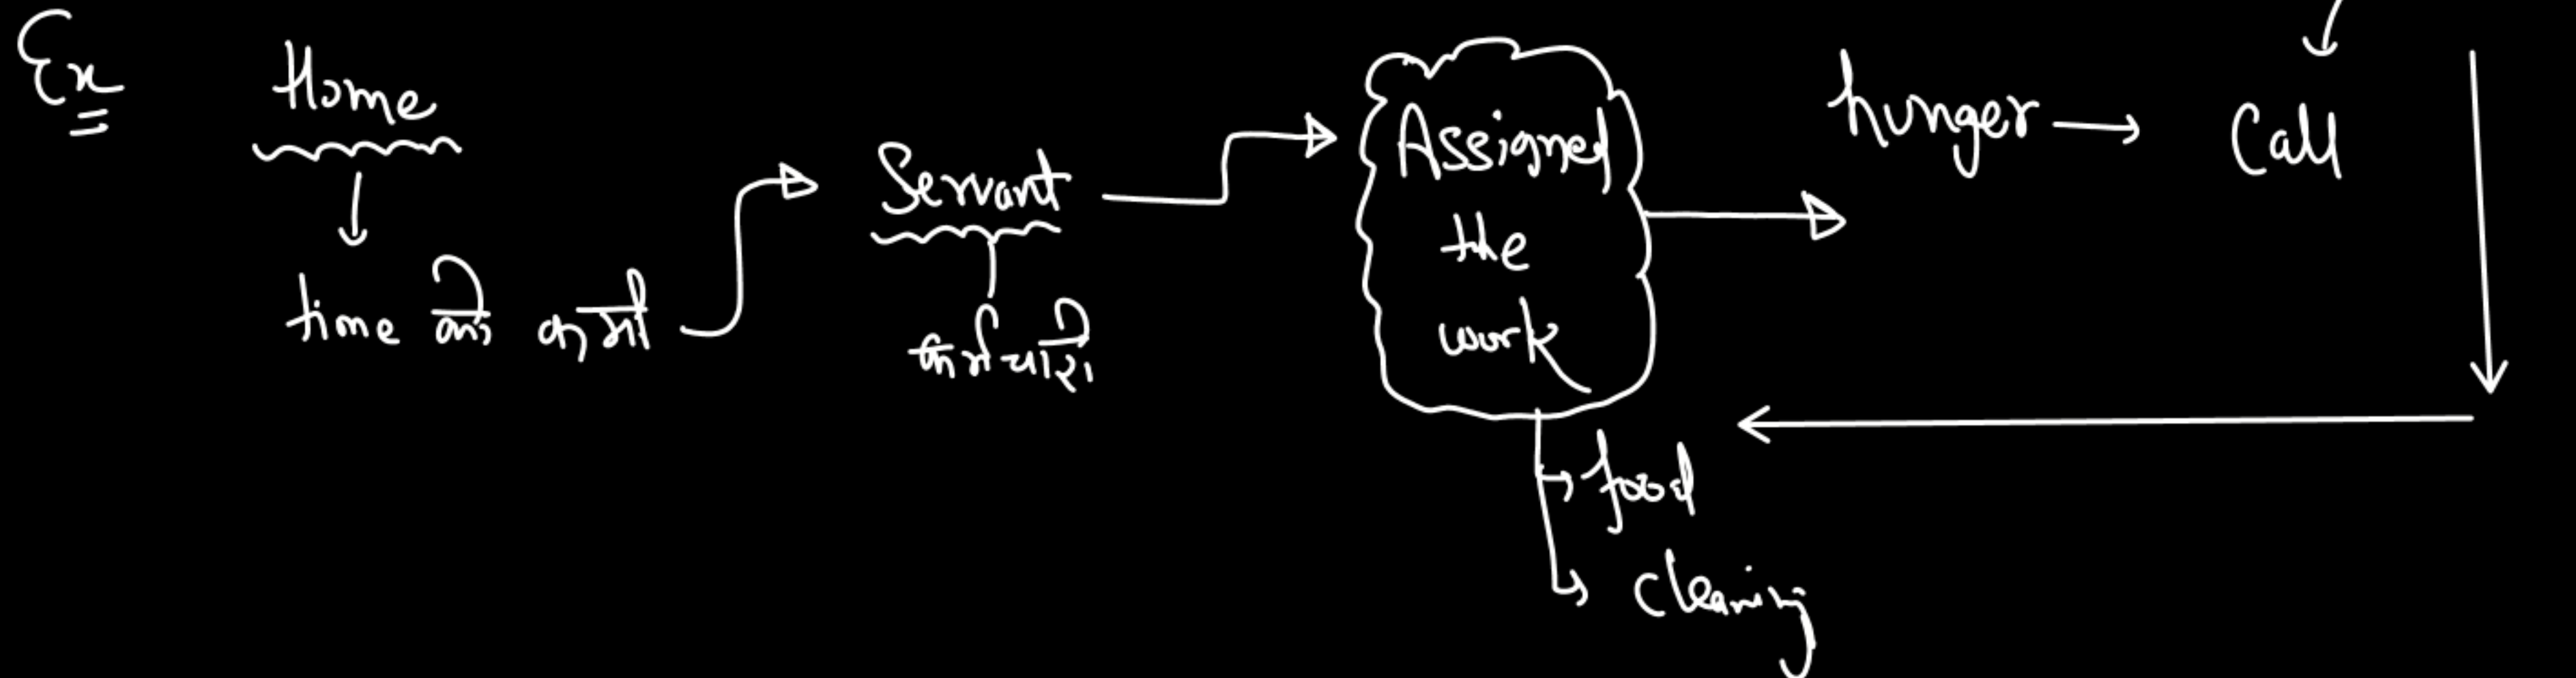 Ex
Home
time की कमी
Servant
कर्मचारी
Assigned
the
work
hunger → Call
food
cleaning